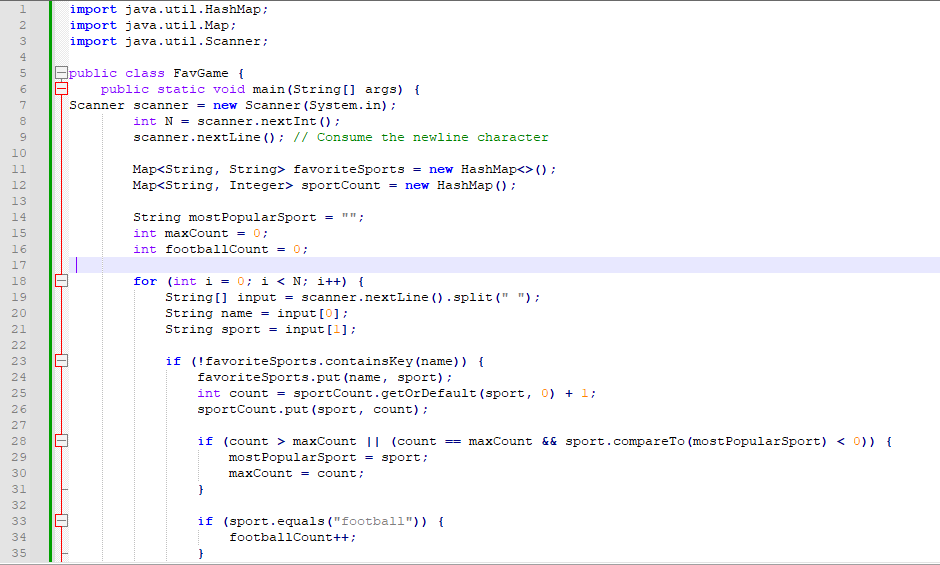 1 import java.util.HashMap;
2 import java.util.Map;
3 import java.util.Scanner;
4
5 public class FavGame {
6     public static void main(String[] args) {
7 Scanner scanner = new Scanner(System.in);
8         int N = scanner.nextInt();
9         scanner.nextLine(); // Consume the newline character
10
11         Map<String, String> favoriteSports = new HashMap<>();
12         Map<String, Integer> sportCount = new HashMap();
13
14         String mostPopularSport = "";
15         int maxCount = 0;
16         int footballCount = 0;
17
18         for (int i = 0; i < N; i++) {
19             String[] input = scanner.nextLine().split(" ");
20             String name = input[0];
21             String sport = input[1];
22
23             if (!favoriteSports.containsKey(name)) {
24                 favoriteSports.put(name, sport);
25                 int count = sportCount.getOrDefault(sport, 0) + 1;
26                 sportCount.put(sport, count);
27
28                 if (count > maxCount || (count == maxCount && sport.compareTo(mostPopularSport) < 0)) {
29                     mostPopularSport = sport;
30                     maxCount = count;
31                 }
32
33                 if (sport.equals("football")) {
34                     footballCount++;
35                 }